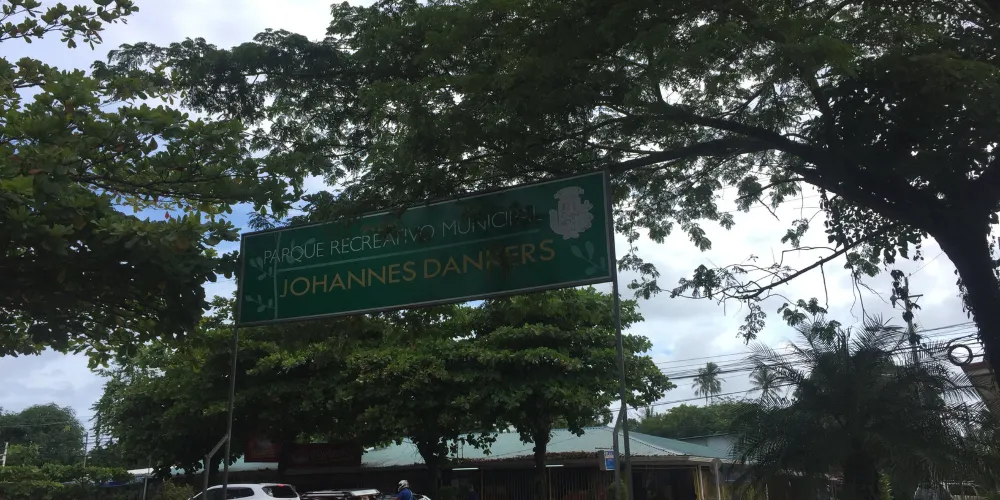 PARQUE RECREATIVO MUNICIPAL
JOHANNES DANKERS